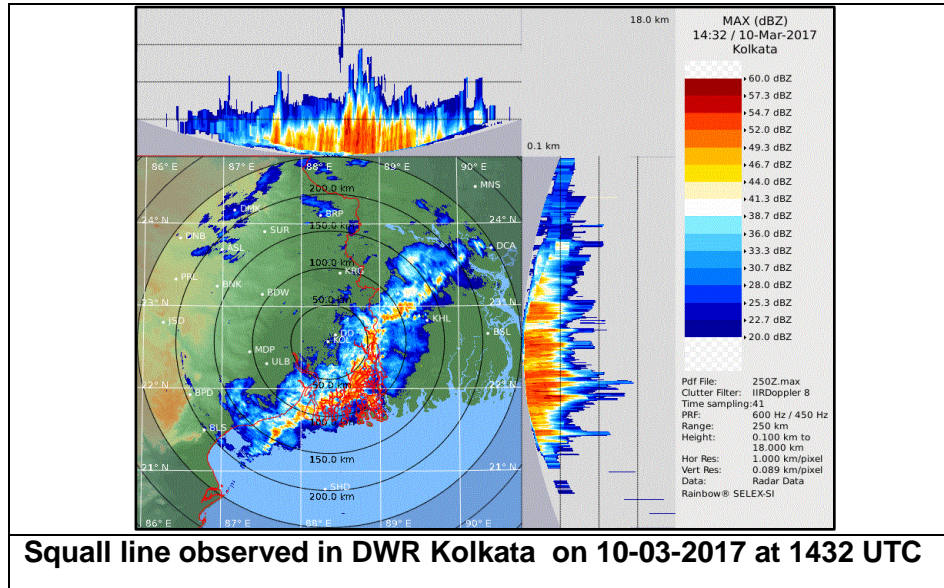 18.0 km
MAX (dBZ)
14:32 / 10-Mar-2017
Kolkata
60.0 dBZ
57.3 dBZ
54.7 dBZ
52.0 dBZ
49.3 dBZ
46.7 dBZ
44.0 dBZ
41.3 dBZ
38.7 dBZ
36.0 dBZ
33.3 dBZ
30.7 dBZ
28.0 dBZ
25.3 dBZ
22.7 dBZ
20.0 dBZ
0.1 km
86° E 87° E 88° E 89° E 90° E
MNS
200.0 km
DMK
BRP
24° N 24° N
150.0 km
SUR
DNB
ASL
DCA
100.0 km
KRG
PRL
BNK
BDW
50.0 km
23° N 23° N
JSD
KHL
DD
BSL
KOL
MDP
ULB
22° N 50.0 km 22° N
BPD
100.0 km
BLS
150.0 km
21° N 21° N
SHD
200.0 km
86° E 87° E 88° E 89° E 90° E
Pdf File: 250Z.max
Clutter Filter: IIRDoppler 8
Time sampling:41
PRF: 600 Hz / 450 Hz
Range: 250 km
Height: 0.100 km to
18.000 km
Hor Res: 1.000 km/pixel
Vert Res: 0.089 km/pixel
Data: Radar Data
Rainbow® SELEX-SI
Squall line observed in DWR Kolkata on 10-03-2017 at 1432 UTC